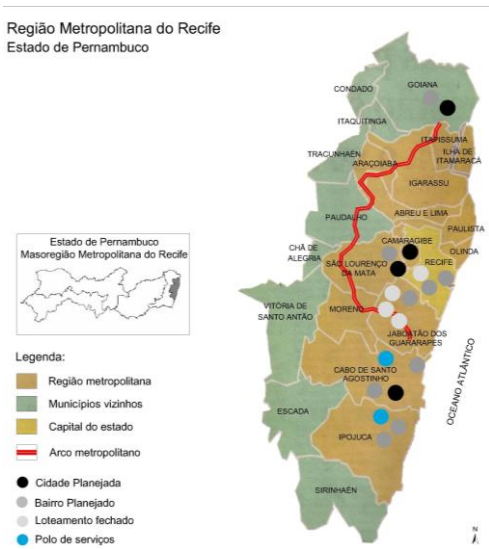 Região Metropolitana do Recife
Estado de Pernambuco
GOIANA
CONDADO
ITAQUITINGA
ITAPISSUMA
TRACUNHAÉN
ILHA DE
ITAMARACÁ
ARAÇOIABA
IGARASSU
PAUDALHO
ABREU E LIMA
PAULISTA
CAMARAGIBE
OLINDA
CHÃ DE
ALEGRIA
SÃO LOURENÇO
DA MATA
RECIFE
VITÓRIA DE
SANTO ANTÃO
MORENO
JABOATÃO DOS
GUARARAPES
CABO DE SANTO
AGOSTINHO
ESCADA
IPOJUCA
SIRINHAÉN
OCEANO ATLÂNTICO
N
Estado de Pernambuco
Masoregião Metropolitana do Recife
Legenda:
Região metropolitana
Municípios vizinhos
Capital do estado
Arco metropolitano
Cidade Planejada
Bairro Planejado
Loteamento fechado
Polo de serviços